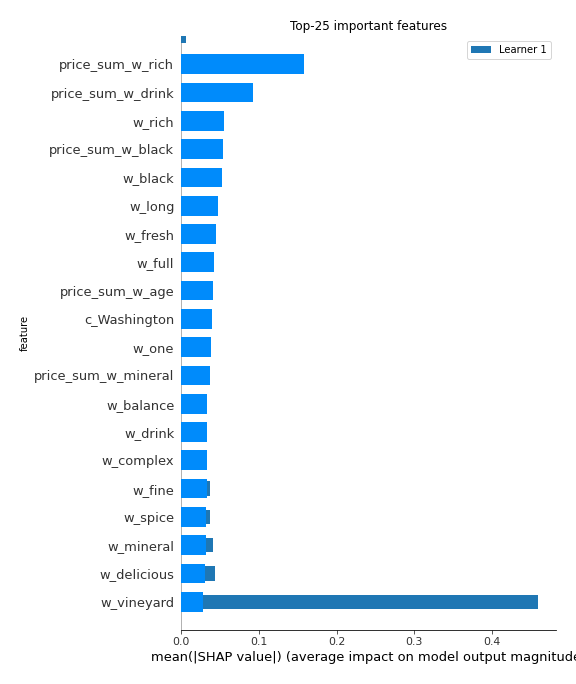 Top-25 important features
Learner 1
price_sum_w_rich
price_sum_w_drink
w_rich
price_sum_w_black
w_black
w_long
w_fresh
w_full
price_sum_w_age
c_Washington
w_one
price_sum_w_mineral
w_balance
w_drink
w_complex
w_fine
w_spice
w_mineral
w_delicious
w_vineyard
feature
0.0 0.1 0.2 0.3 0.4
mean(|SHAP value|) (average impact on model output magnitude